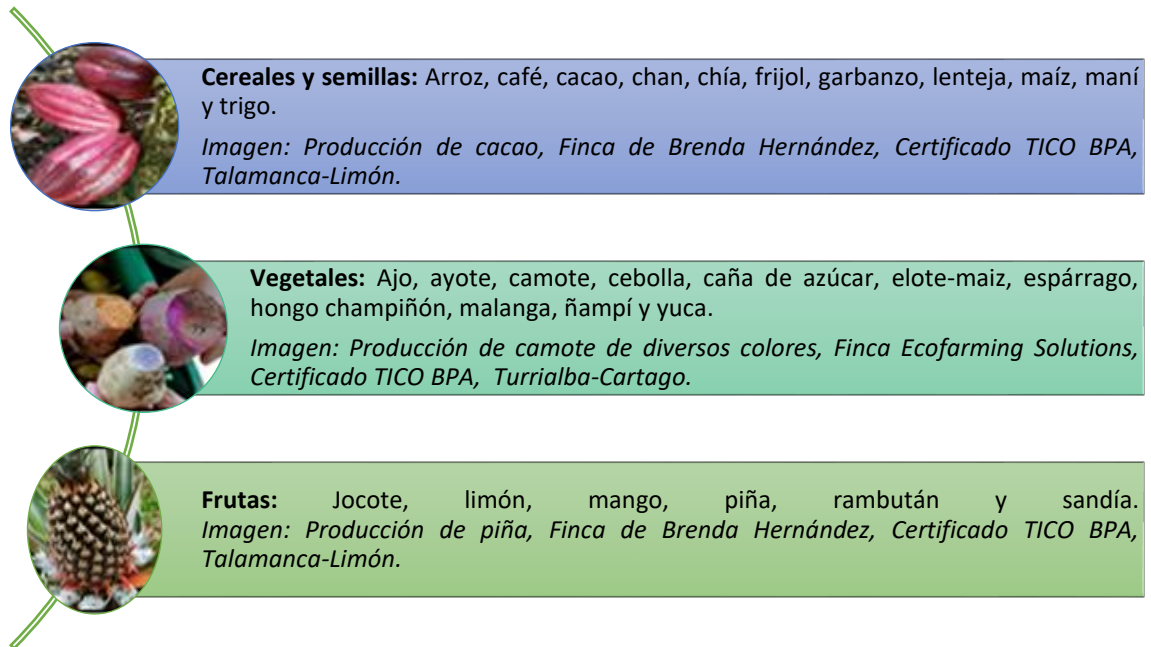 Cereales y semillas: Arroz, café, cacao, chan, chía, frijol, garbanzo, lenteja, maíz, maní
y trigo.
Imagen: Producción de cacao, Finca de Brenda Hernández, Certificado TICO BPA,
Talamanca-Limón.
Vegetales: Ajo, ayote, camote, cebolla, caña de azúcar, elote-maiz, espárrago,
hongo champiñón, malanga, ñampí y yuca.
Imagen: Producción de camote de diversos colores, Finca Ecofarming Solutions,
Certificado TICO BPA, Turrialba-Cartago.
Frutas: Jocote, limón, mango, piña, rambután y sandía.
Imagen: Producción de piña, Finca de Brenda Hernández, Certificado TICO BPA,
Talamanca-Limón.